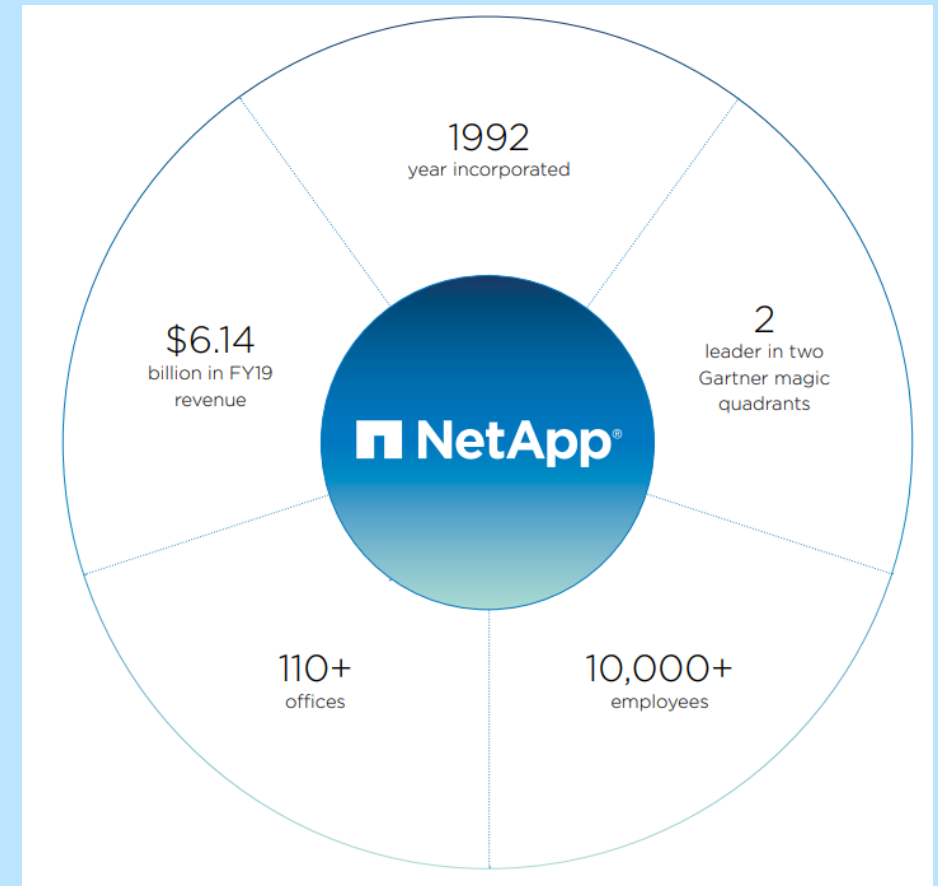 1992
year incorporated
$6.14
billion in FY19
revenue
2
leader in two
Gartner magic
quadrants
NetApp®
110+
offices
10,000+
employees